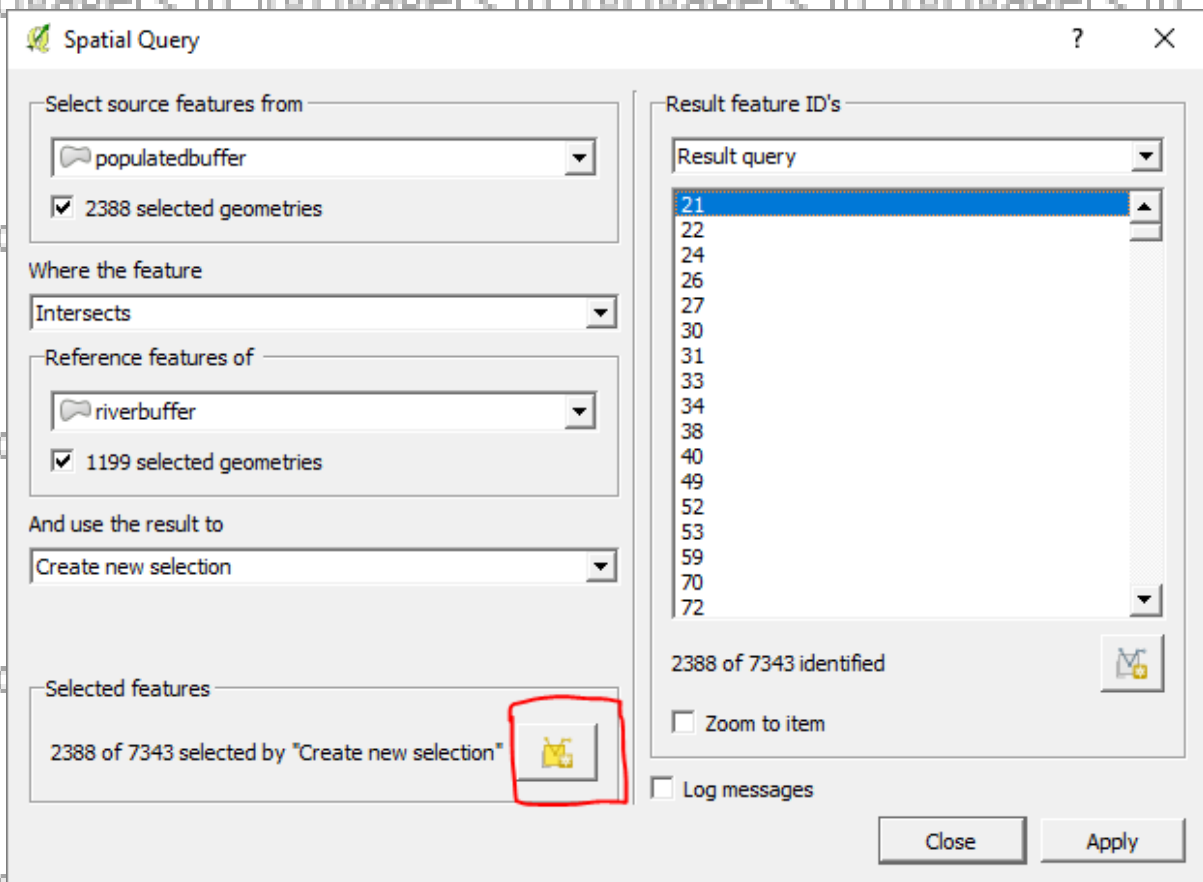 Spatial Query
?
Select source features from
populatedbuffer
2388 selected geometries
Where the feature
Intersects
Reference features of
riverbuffer
1199 selected geometries
And use the result to
Create new selection
Selected features
2388 of 7343 selected by "Create new selection"
Result feature ID's
Result query
21
22
24
26
27
30
31
33
34
38
40
49
52
53
59
70
72
2388 of 7343 identified
Zoom to item
Log messages
Close
Apply